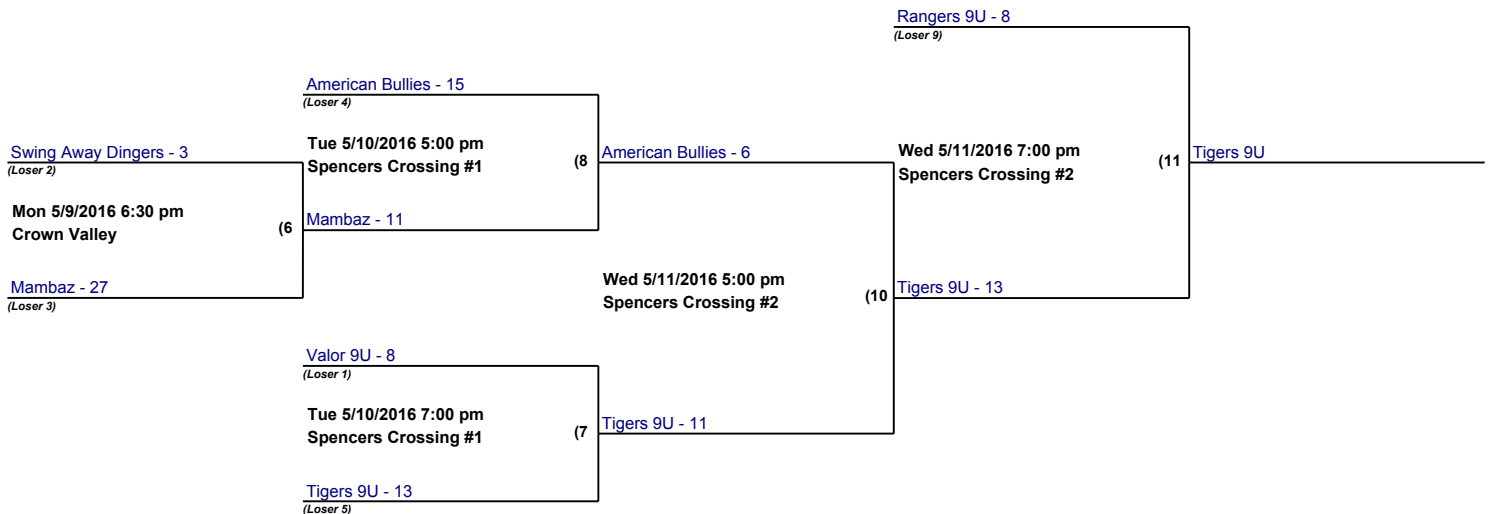 Rangers 9U - 8
(Loser 9)
American Bullies - 15
(Loser 4)
Tue 5/10/2016 5:00 pm
Spencers Crossing #1
(8
Swing Away Dingers - 3
(Loser 2)
American Bullies - 6
Wed 5/11/2016 7:00 pm
Spencers Crossing #2
(11
Tigers 9U
Mon 5/9/2016 6:30 pm
Crown Valley
(6
Mambaz - 11
Mambaz - 27
(Loser 3)
Wed 5/11/2016 5:00 pm
Spencers Crossing #2
(10
Tigers 9U - 13
Valor 9U - 8
(Loser 1)
Tue 5/10/2016 7:00 pm
Spencers Crossing #1
(7
Tigers 9U - 11
Tigers 9U - 13
(Loser 5)